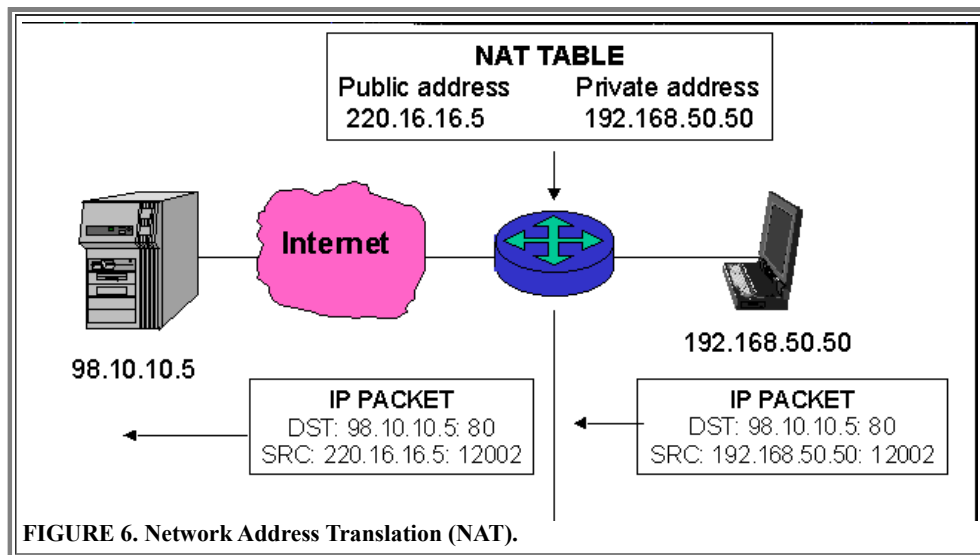 NAT TABLE
Public address Private address
220.16.16.5 192.168.50.50
Internet
98.10.10.5
192.168.50.50
IP PACKET
DST: 98.10.10.5: 80
SRC: 220.16.16.5: 12002
IP PACKET
DST: 98.10.10.5: 80
SRC: 192.168.50.50: 12002
FIGURE 6. Network Address Translation (NAT).